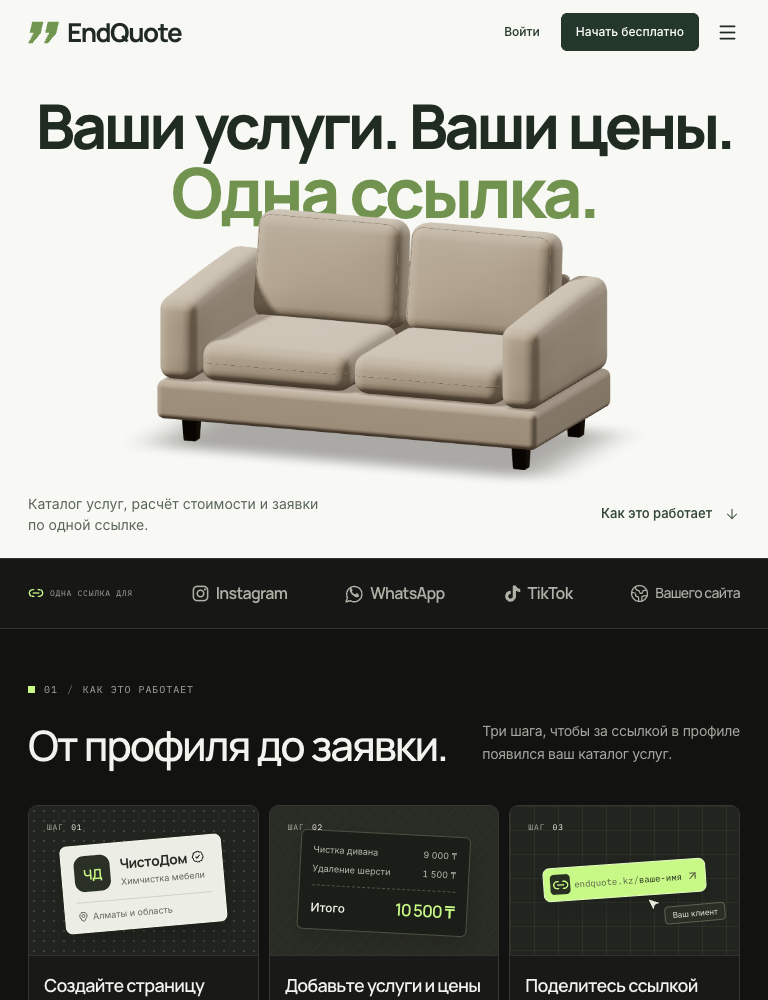 EndQuote
Войти
Начать бесплатно
Ваши услуги. Ваши цены.
Одна ссылка.
Каталог услуг, расчёт стоимости и заявки
по одной ссылке.
Как это работает
ОДНА ССЫЛКА ДЛЯ
Instagram
WhatsApp
TikTok
Вашего сайта
01 / КАК ЭТО РАБОТАЕТ
От профиля до заявки.
Три шага, чтобы за ссылкой в профиле
появился ваш каталог услуг.
ШАГ 01
ЧД
ЧистоДом
Химчистка мебели
Алматы и область
Создайте страницу
ШАГ 02
Чистка дивана 9 000 ₸
Удаление шерсти 1 500 ₸
Итого 10 500 ₸
Добавьте услуги и цены
ШАГ 03
endquote.kz/ваше-имя
Ваш клиент
Поделитесь ссылкой